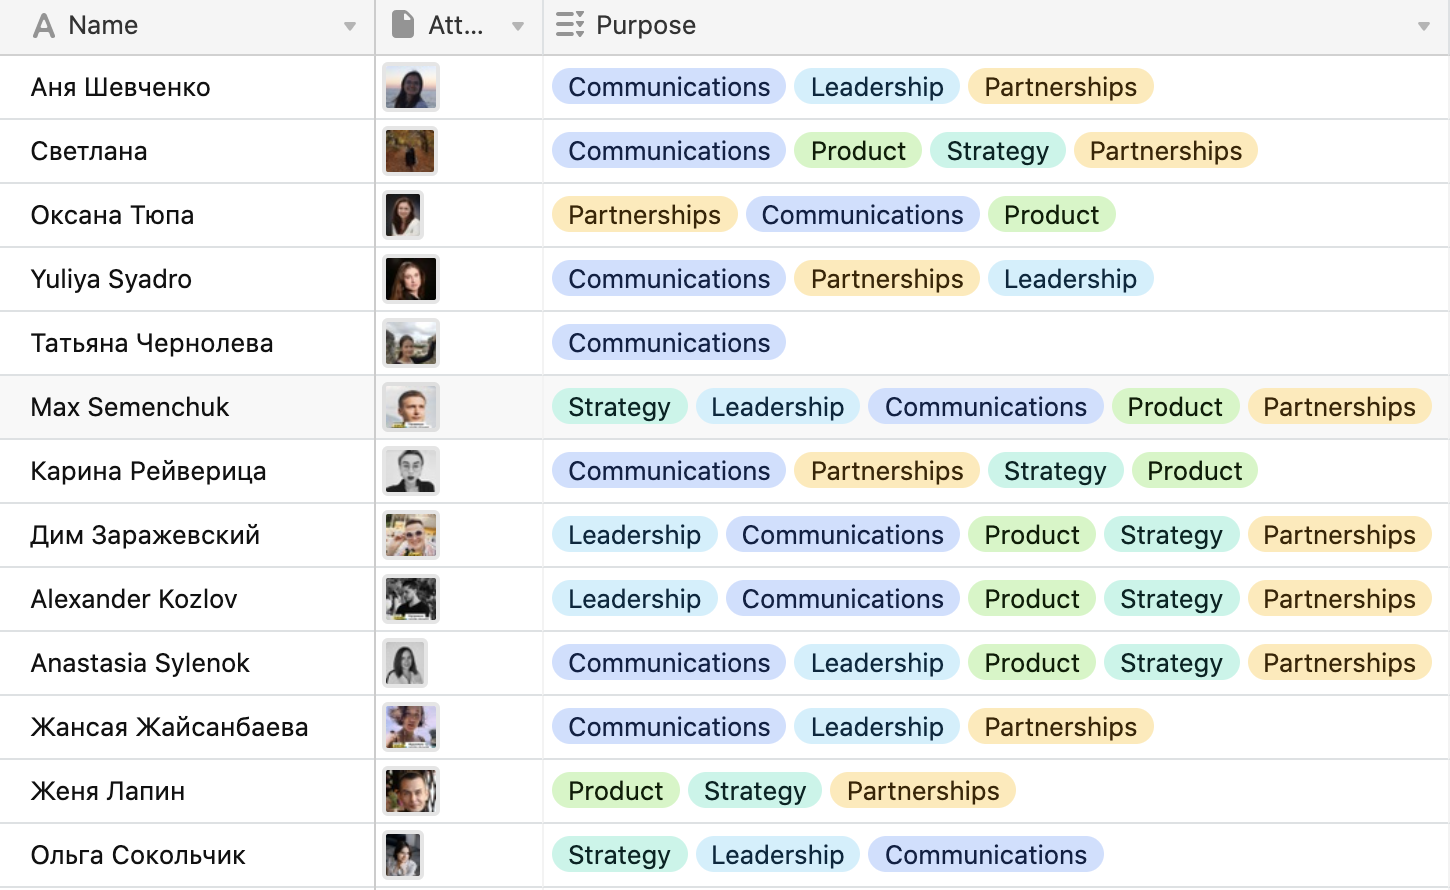 Name Att... Purpose
Аня Шевченко Communications Leadership Partnerships
Светлана Communications Product Strategy Partnerships
Оксана Тюпа Partnerships Communications Product
Yuliya Syadro Communications Partnerships Leadership
Татьяна Чернолева Communications
Max Semenchuk Strategy Leadership Communications Product Partnerships
Карина Рейверица Communications Partnerships Strategy Product
Дим Заражевский Leadership Communications Product Strategy Partnerships
Alexander Kozlov Leadership Communications Product Strategy Partnerships
Anastasia Sylenok Communications Leadership Product Strategy Partnerships
Жансая Жайсанбаева Communications Leadership Partnerships
Женя Лапин Product Strategy Partnerships
Ольга Сокольчик Strategy Leadership Communications